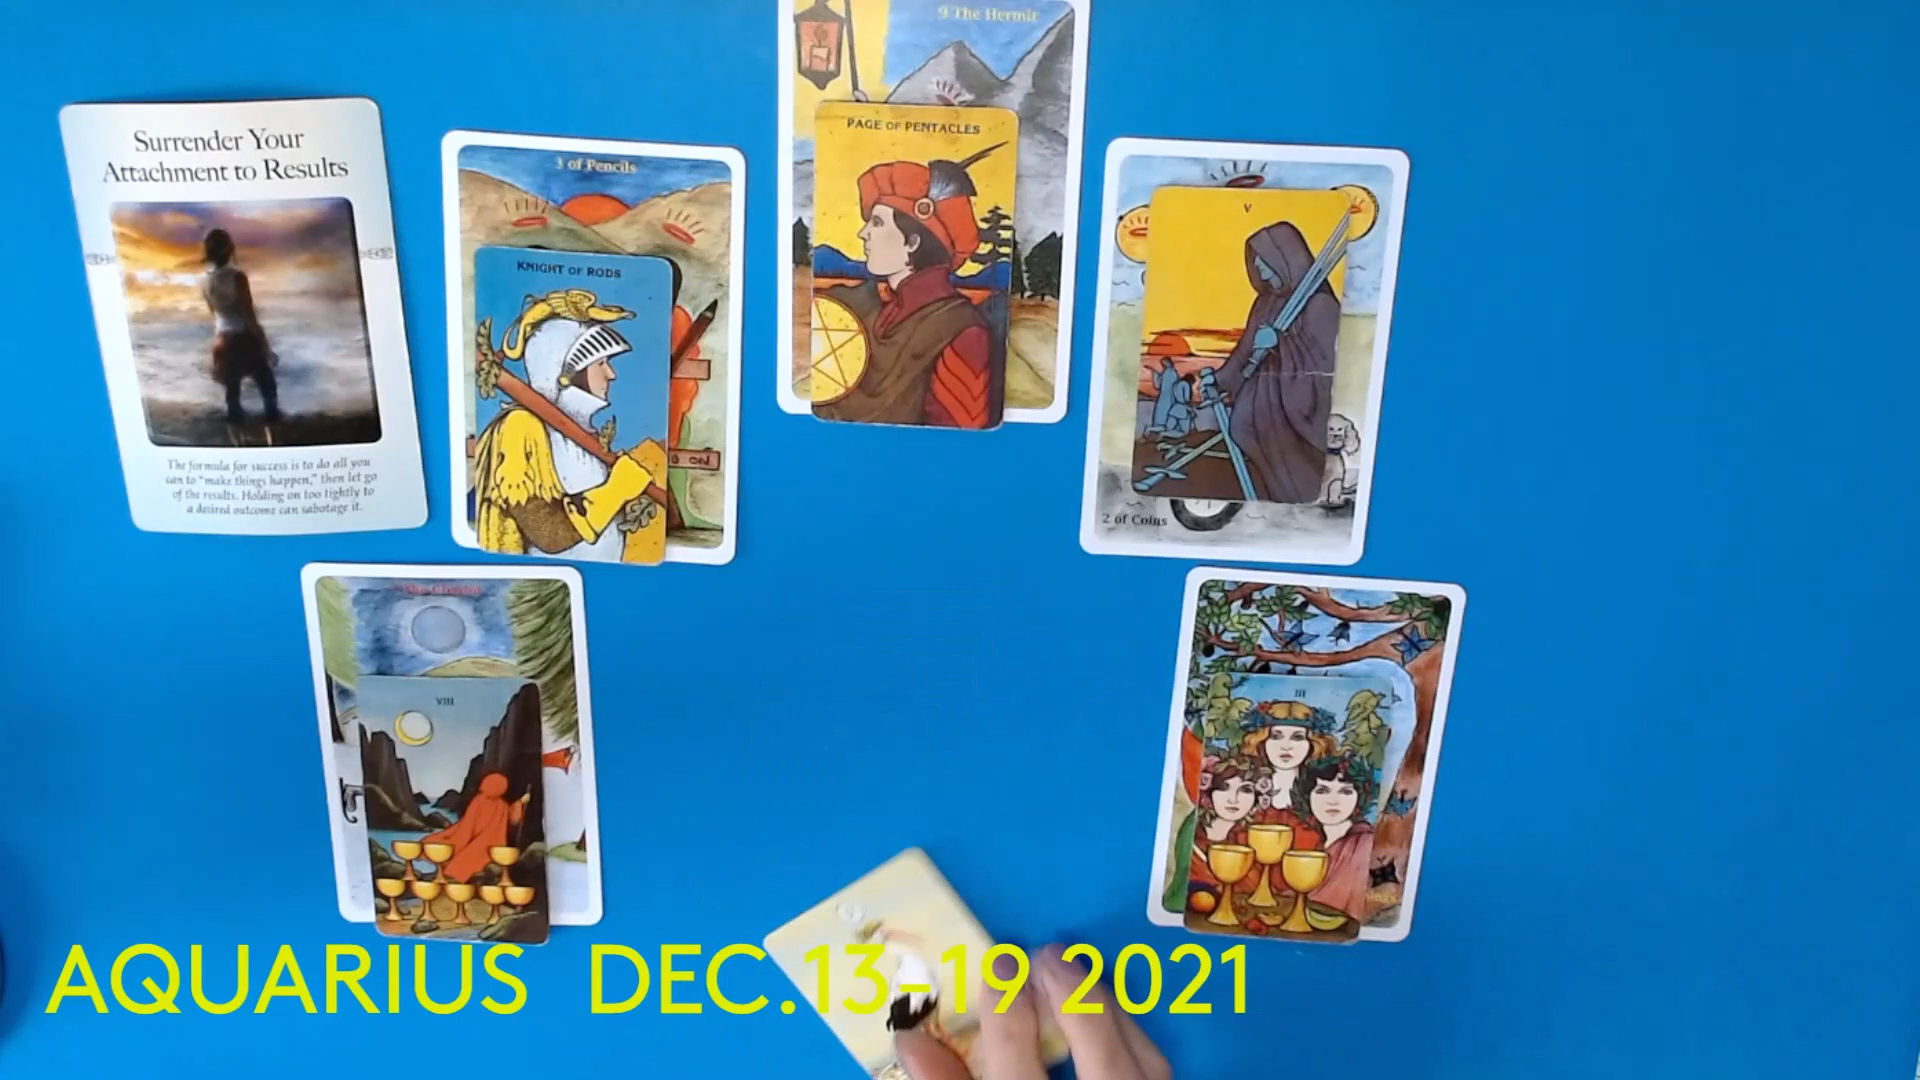 9 The Hermit
PAGE OF PENTACLES
Surrender Your
Attachment to Results
3 of Pencils
KNIGHT OF RODS
V
The formula for success is to do all you
can to "make things happen," then let go
of the results. Holding on too tightly to
a desired outcome can sabotage it.
2 of Coins
VIII
III
AQUARIUS DEC.13-19 2021